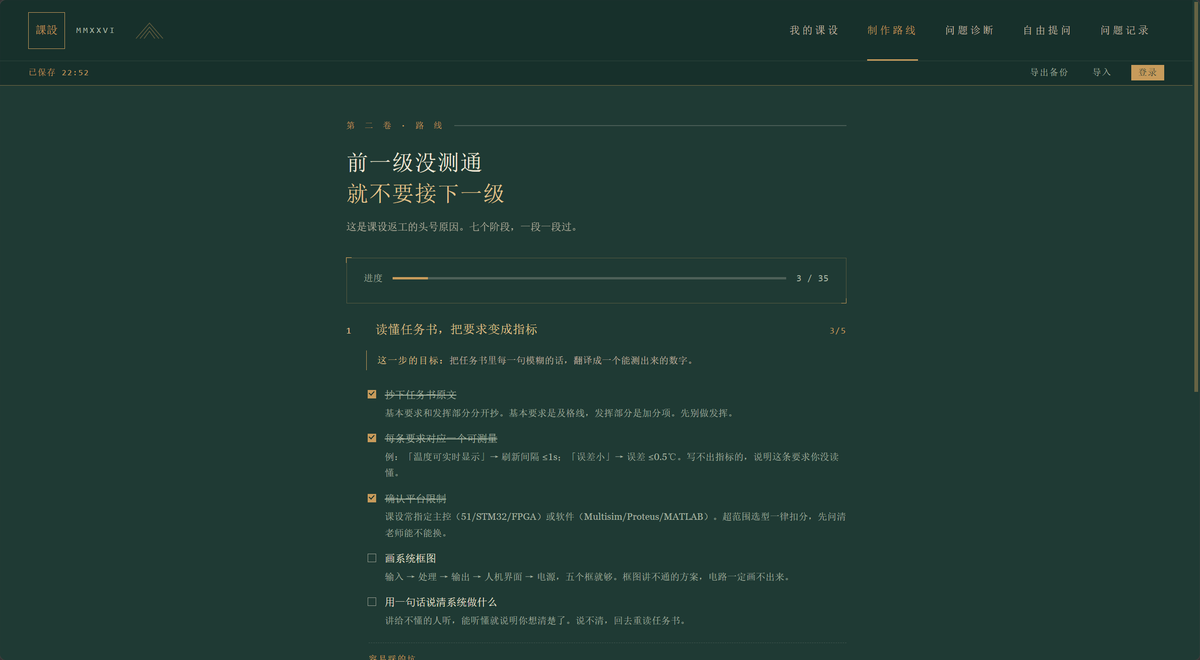 課設 MMXXVI 我的课设 制作路线 问题诊断 自由提问 问题记录
已保存 22:52 导出备份 导入 登录
第二卷·路线
前一级没测通
就不要接下一级
这是课设返工的头号原因。七个阶段，一段一段过。
进度 3 / 35
1 读懂任务书，把要求变成指标 3/5
这一步的目标：把任务书里每一句模糊的话，翻译成一个能测出来的数字。
抄下任务书原文
基本要求和发挥部分分开抄。基本要求是及格线，发挥部分是加分项。先别做发挥。
每条要求对应一个可测量
例：「温度可实时显示」→ 刷新间隔 ≤1s；「误差小」→ 误差 ≤0.5℃。写不出指标的，说明这条要求你没读
懂。
确认平台限制
课设常指定主控（51/STM32/FPGA）或软件（Multisim/Proteus/MATLAB）。超范围选型一律扣分，先问清
老师能不能换。
画系统框图
输入 → 处理 → 输出 → 人机界面 → 电源，五个框就够。框图讲不通的方案，电路一定画不出来。
用一句话说清系统做什么
讲给不懂的人听，能听懂就说明你想清楚了。说不清，回去重读任务书。